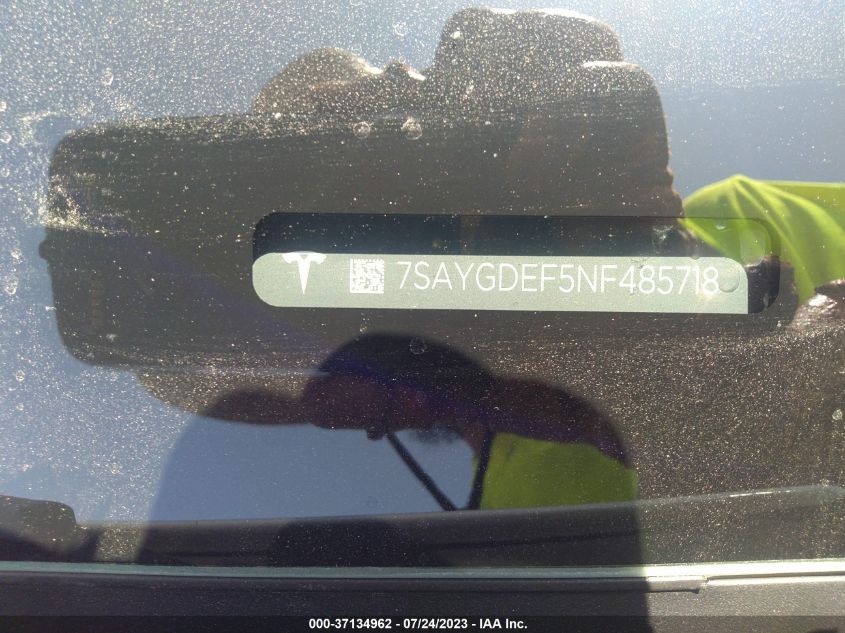 7SAYGDEF5NF485718
000-37134962 - 07/24/2023 - IAA Inc.